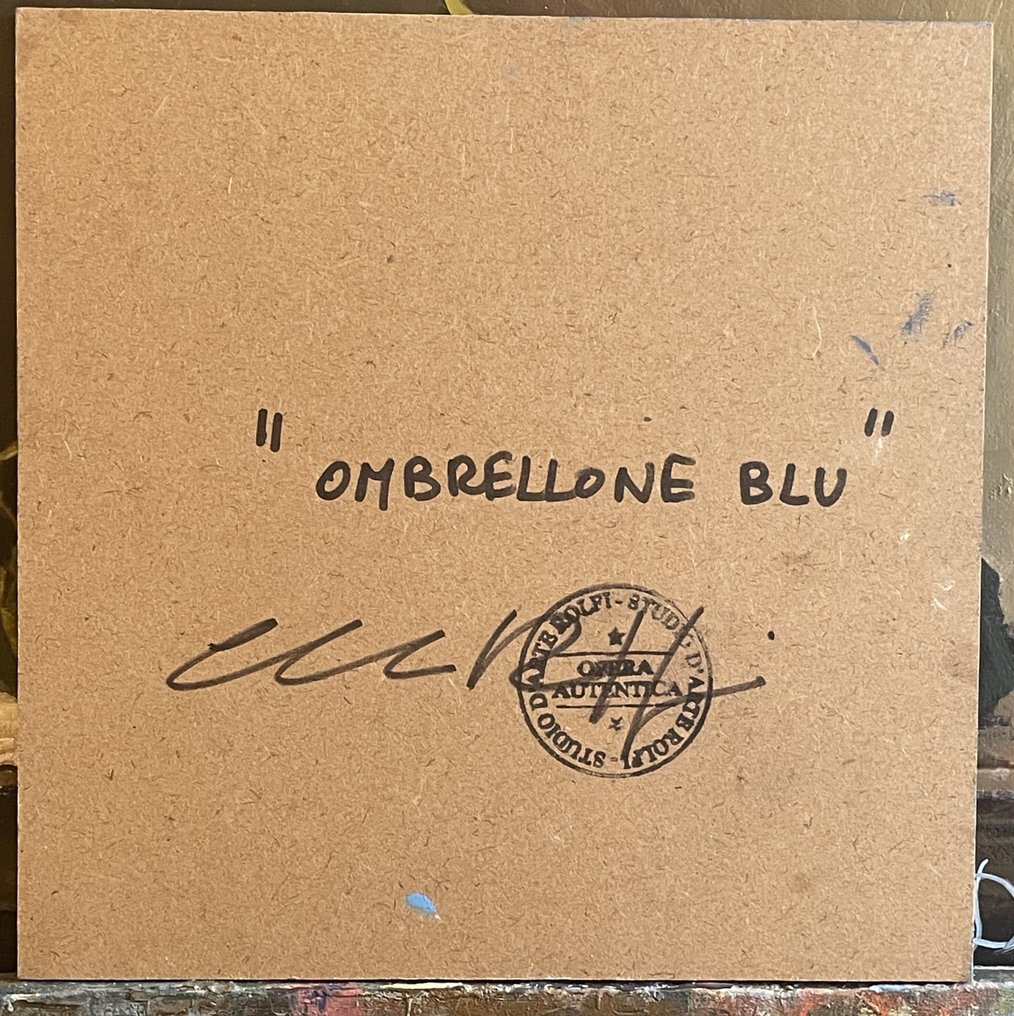 " OMBRELLONE BLU "
STUDIO D'ARTE ROLFI - STUDIO D'ARTE ROLFI -
OPERA
AUTENTICA